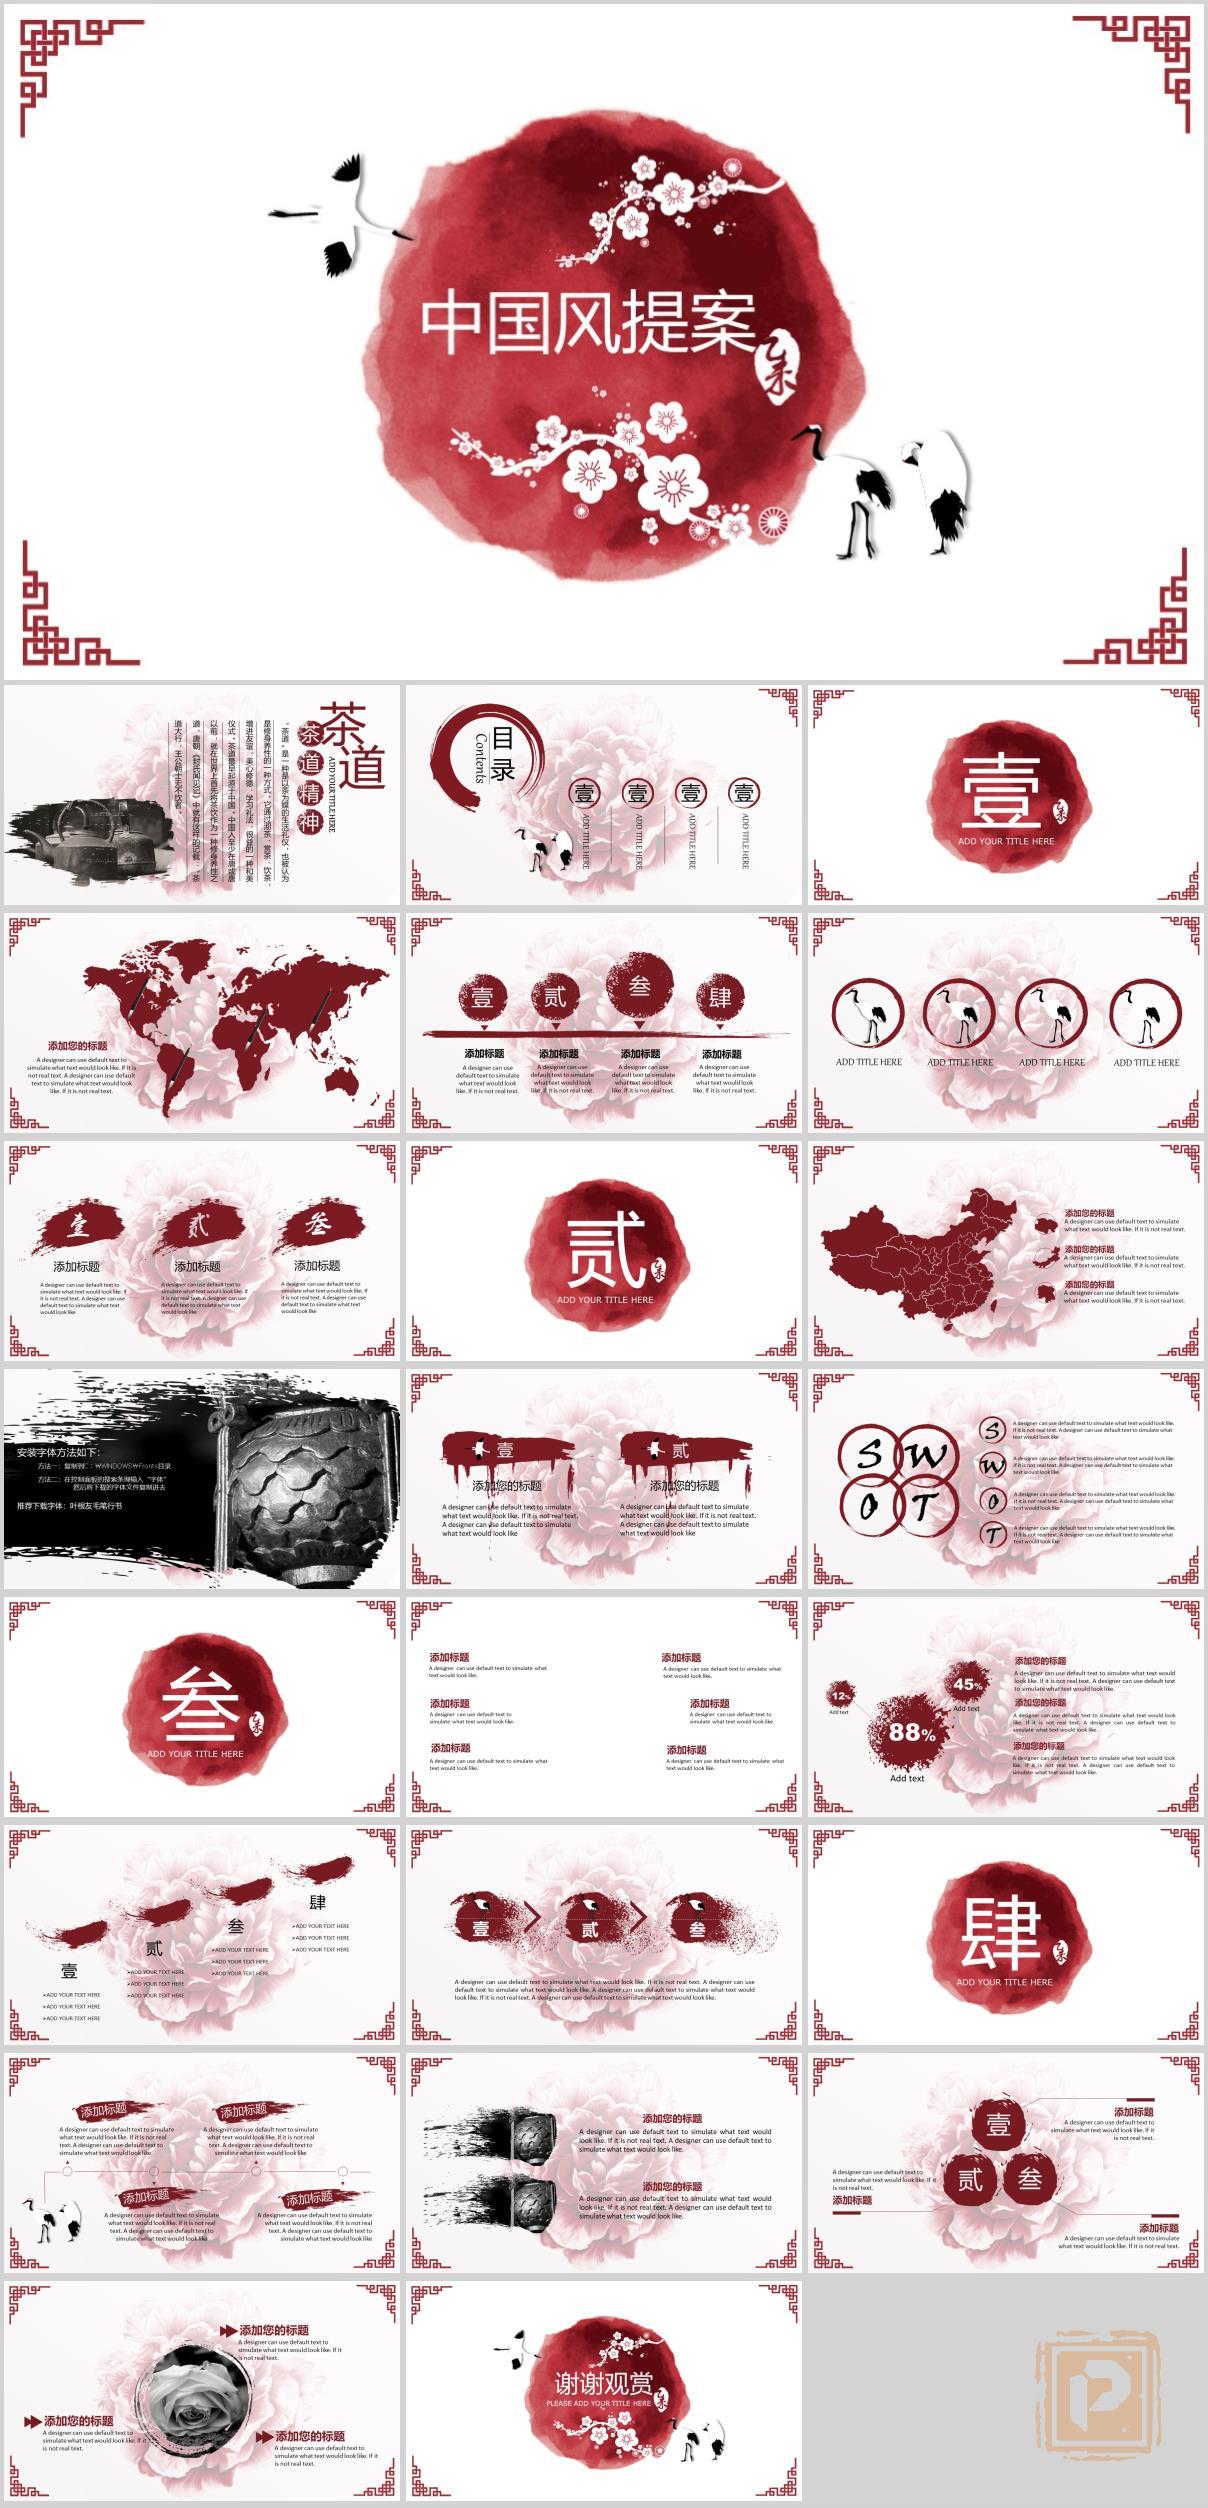 中国风提案
茶道
茶道精神
ADD YOUR TITLE HERE
“茶道”是一种是以茶为媒的生活礼仪,也被认为
是修身养性的一种方式,它通过沏茶、赏茶、饮茶,
增进友谊,美心修德,学习礼法,很益的一种和美
仪式。茶道最早起源于中国。中国人至少在唐或唐
以前,就在世界上首先将茶饮作为一种修身养性之
道,唐朝《封氏闻见记》中就有这样的记载:“茶
道大行,王公朝士无不饮者。
目录
Contents
壹
ADD YOUR TITLE HERE
壹
ADD YOUR TITLE HERE
壹
ADD YOUR TITLE HERE
壹
ADD YOUR TITLE HERE
壹
ADD YOUR TITLE HERE
添加您的标题
A designer can use default text to
simulate what text would look like. If it is
not real text. A designer can use default
text to simulate what text would look
like. If it is not real text.
壹
贰
叁
肆
添加标题
A designer can use
default text to simulate
what text would look
like. If it is not real text.
添加标题
A designer can use
default text to simulate
what text would look
like. If it is not real text.
添加标题
A designer can use
default text to simulate
what text would look
like. If it is not real text.
添加标题
A designer can use
default text to simulate
what text would look
like. If it is not real text.
ADD TITLE HERE
ADD TITLE HERE
ADD TITLE HERE
ADD TITLE HERE
壹
添加标题
A designer can use default text to
simulate what text would look like. If
it is not real text. A designer can use
default text to simulate what text
would look like
贰
添加标题
A designer can use default text to
simulate what text would look like. If
it is not real text. A designer can use
default text to simulate what text
would look like
叁
添加标题
A designer can use default text to
simulate what text would look like. If
it is not real text. A designer can use
default text to simulate what text
would look like
贰
ADD YOUR TITLE HERE
添加您的标题
A designer can use default text to simulate
what text would look like. If it is not real text.
添加您的标题
A designer can use default text to simulate
what text would look like. If it is not real text.
添加您的标题
A designer can use default text to simulate
what text would look like. If it is not real text.
安装字体方法如下:
方法一:复制到C:￦WINDOWS￦Fronts目录
方法二:在控制面板的搜索条薄输入“字体”
然后将下载的字体文件复制进去
推荐下载字体:叶根友毛笔行书
壹
添加您的标题
A designer can use default text to simulate
what text would look like. If it is not real text.
A designer can use default text to simulate
what text would look like
贰
添加您的标题
A designer can use default text to simulate
what text would look like. If it is not real text.
A designer can use default text to simulate
what text would look like
S W
O T
S
A designer can use default text to simulate what text would look like.
If it is not real text. A designer can use default text to simulate what
text would look like
W
A designer can use default text to simulate what text would look like.
If it is not real text. A designer can use default text to simulate what
text would look like
O
A designer can use default text to simulate what text would look like.
If it is not real text. A designer can use default text to simulate what
text would look like
T
A designer can use default text to simulate what text would look like.
If it is not real text. A designer can use default text to simulate what
text would look like
叁
ADD YOUR TITLE HERE
添加标题
A designer can use default text to simulate what
text would look like.
添加标题
A designer can use default text to
simulate what text would look like.
添加标题
A designer can use default text to simulate what
text would look like.
添加标题
A designer can use default text to simulate what
text would look like.
添加标题
A designer can use default text to
simulate what text would look like.
添加标题
A designer can use default text to simulate what
text would look like.
12%
Add text
45%
Add text
88%
Add text
添加您的标题
A designer can use default text to simulate what text would
look like. If it is not real text. A designer can use default text
to simulate what text would look like.
添加您的标题
A designer can use default text to simulate what text would look
like. If it is not real text. A designer can use default text to
simulate what text would look like.
添加您的标题
A designer can use default text to simulate what text would look
like. If it is not real text. A designer can use default text to
simulate what text would look like.
壹
➢ADD YOUR TEXT HERE
➢ADD YOUR TEXT HERE
➢ADD YOUR TEXT HERE
贰
➢ADD YOUR TEXT HERE
➢ADD YOUR TEXT HERE
➢ADD YOUR TEXT HERE
叁
➢ADD YOUR TEXT HERE
➢ADD YOUR TEXT HERE
➢ADD YOUR TEXT HERE
肆
➢ADD YOUR TEXT HERE
➢ADD YOUR TEXT HERE
➢ADD YOUR TEXT HERE
壹
贰
叁
A designer can use default text to simulate what text would look like. If it is not real text. A designer can use
default text to simulate what text would look like. A designer can use default text to simulate what text would
look like. If it is not real text. A designer can use default text to simulate what text would look like.
肆
ADD YOUR TITLE HERE
添加标题
A designer can use default text to simulate
what text would look like. If it is not real
text. A designer can use default text to
simulate what text would look like.
添加标题
A designer can use default text to simulate
what text would look like. If it is not real
text. A designer can use default text to
simulate what text would look like.
添加标题
A designer can use default text to simulate
what text would look like. If it is not real
text. A designer can use default text to
simulate what text would look like.
添加标题
A designer can use default text to simulate
what text would look like. If it is not real
text. A designer can use default text to
simulate what text would look like.
添加您的标题
A designer can use default text to simulate what text would
look like. If it is not real text. A designer can use default text to
simulate what text would look like.
添加您的标题
A designer can use default text to simulate what text would
look like. If it is not real text. A designer can use default text to
simulate what text would look like.
壹
贰
叁
添加标题
A designer can use default text to
simulate what text would look like. If it
is not real text.
A designer can use default text to
simulate what text would look like. If it
is not real text.
添加标题
添加标题
A designer can use default text to
simulate what text would look like. If it is not real text.
添加您的标题
A designer can use default text to
simulate what text would look like. If it
is not real text.
添加您的标题
A designer can use default text to
simulate what text would look like. If it
is not real text.
添加您的标题
A designer can use default text to
simulate what text would look like. If it
is not real text.
谢谢观赏
PLEASE ADD YOUR TITLE HERE